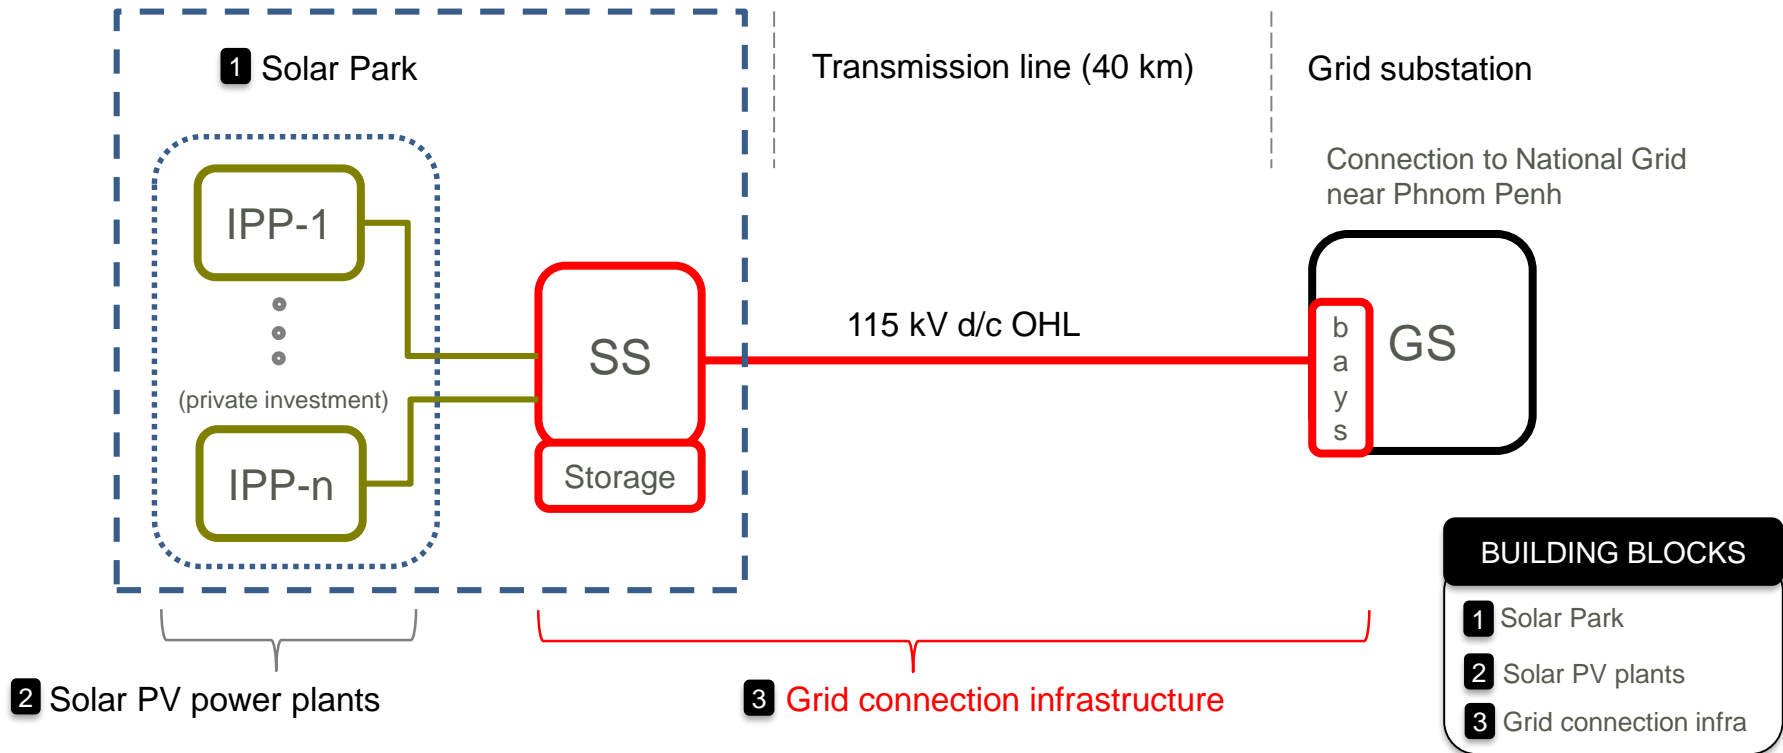 1 Solar Park
Transmission line (40 km)
Grid substation
Connection to National Grid
near Phnom Penh
IPP-1
(private investment)
IPP-n
SS
Storage
115 kV d/c OHL
b
a
y
s
GS
2 Solar PV power plants
3 Grid connection infrastructure
BUILDING BLOCKS
1 Solar Park
2 Solar PV plants
3 Grid connection infra